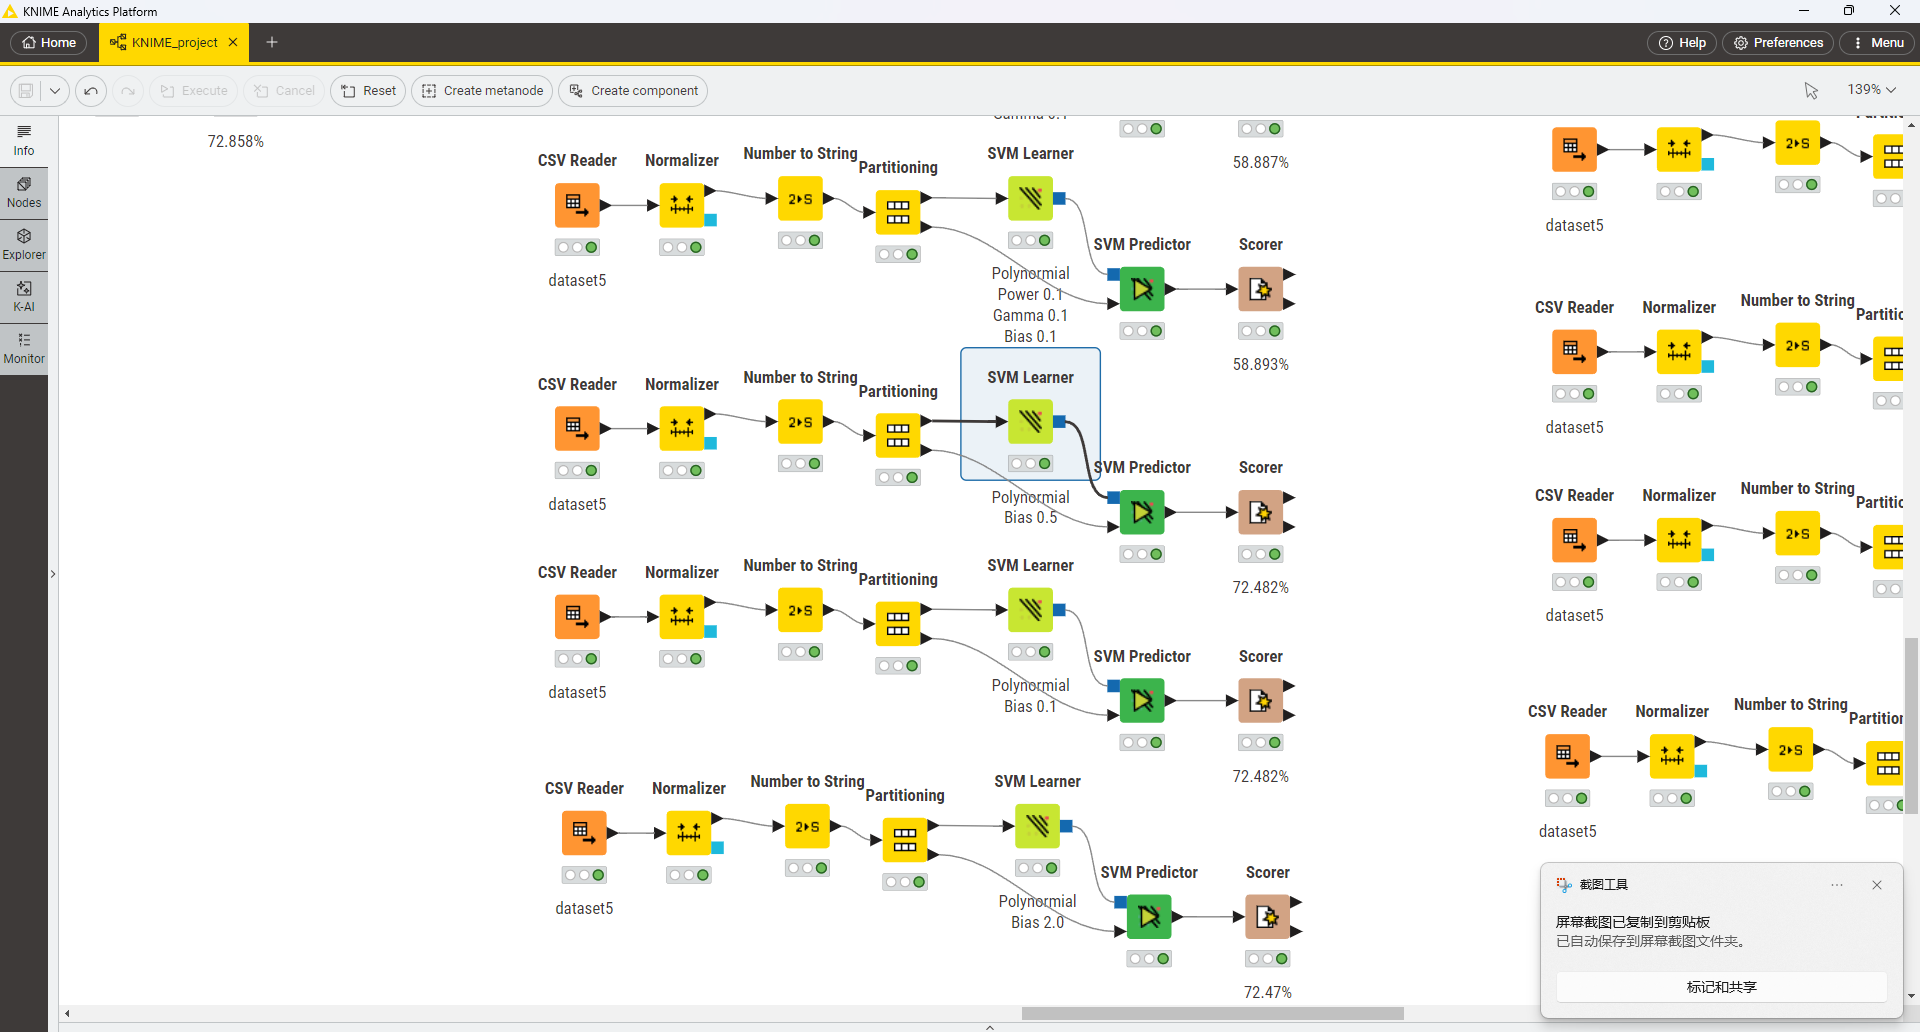 KNIME Analytics Platform
Home
KNIME_project
Help
Preferences
Menu
Execute
Cancel
Reset
Create metanode
Create component
139%
Info
Nodes
Explorer
K-AI
Monitor
72.858%
58.887%
CSV Reader
Normalizer
Number to String
Partitioning
SVM Learner
dataset5
Polynormial
Power 0.1
Gamma 0.1
Bias 0.1
SVM Predictor
Scorer
58.893%
CSV Reader
Normalizer
Number to String
Partitioning
SVM Learner
dataset5
Polynormial
Bias 0.5
SVM Predictor
Scorer
72.482%
CSV Reader
Normalizer
Number to String
Partitioning
SVM Learner
dataset5
Polynormial
Bias 0.1
SVM Predictor
Scorer
72.482%
CSV Reader
Normalizer
Number to String
Partitioning
SVM Learner
dataset5
Polynormial
Bias 2.0
SVM Predictor
Scorer
72.47%
dataset5
CSV Reader
Normalizer
Number to String
Partitic
dataset5
CSV Reader
Normalizer
Number to String
Partitic
dataset5
CSV Reader
Normalizer
Number to String
Partitior
dataset5
截图工具
屏幕截图已复制到剪贴板
已自动保存到屏幕截图文件夹。
标记和共享